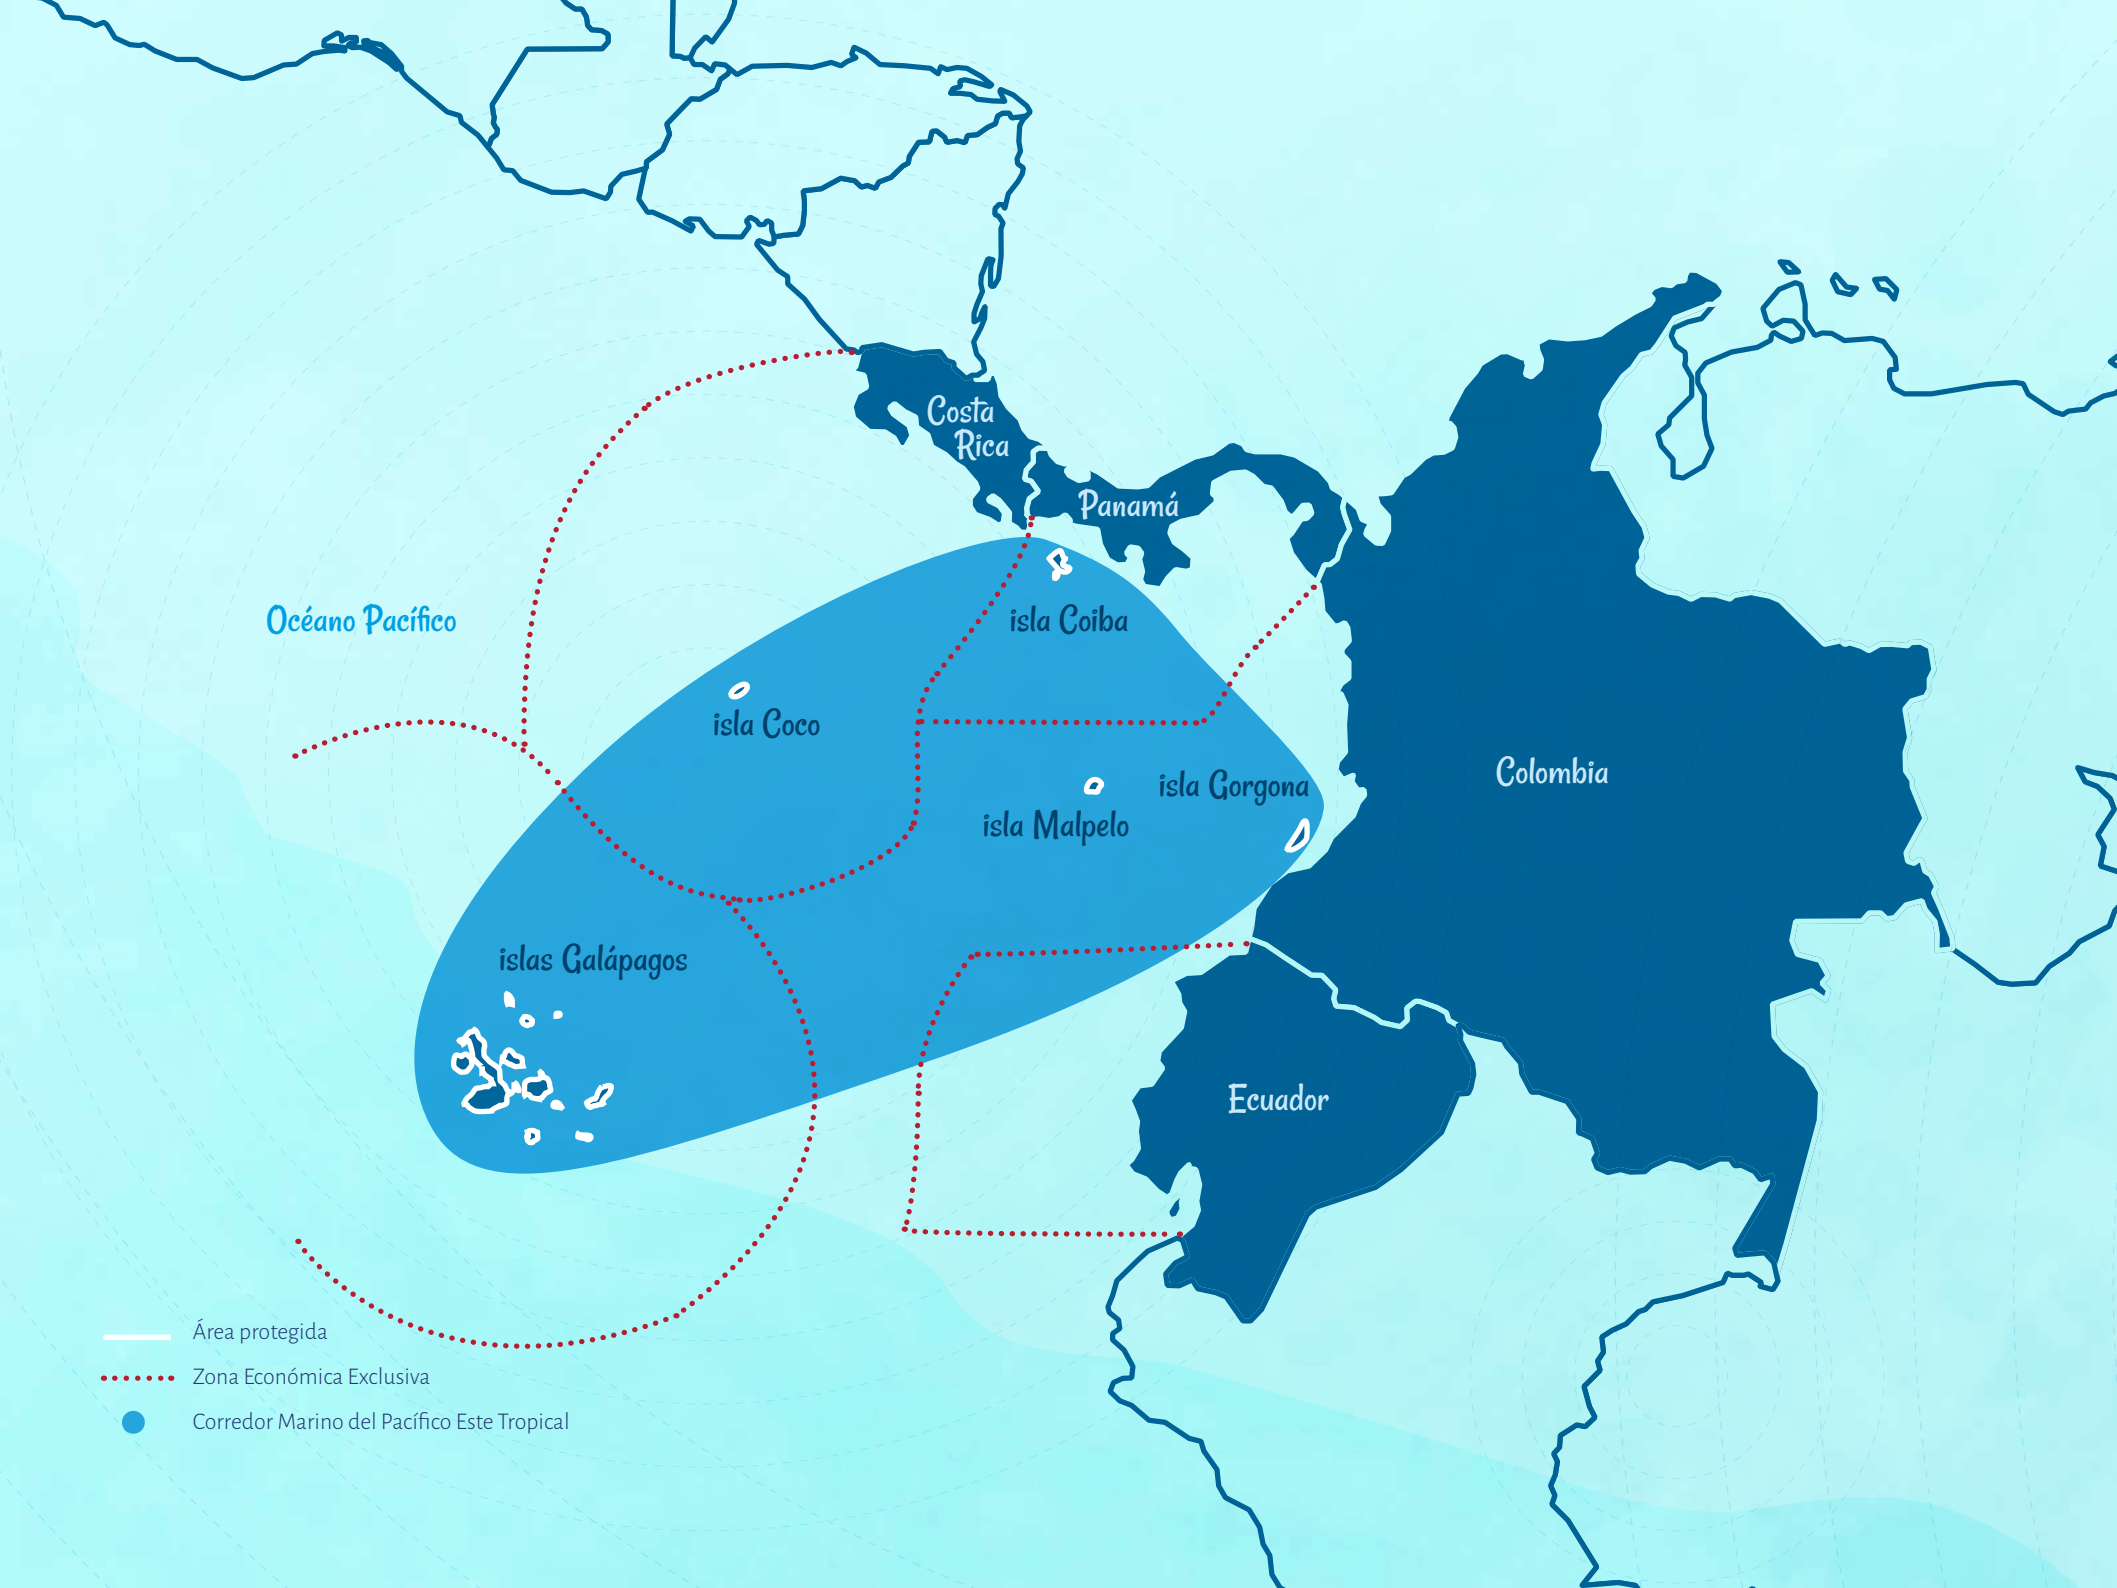 Costa
Rica
Panamá
Océano Pacífico
isla Coiba
isla Coco
isla Gorgona
isla Malpelo
Colombia
islas Galápagos
Ecuador
Área protegida
Zona Económica Exclusiva
Corredor Marino del Pacífico Este Tropical